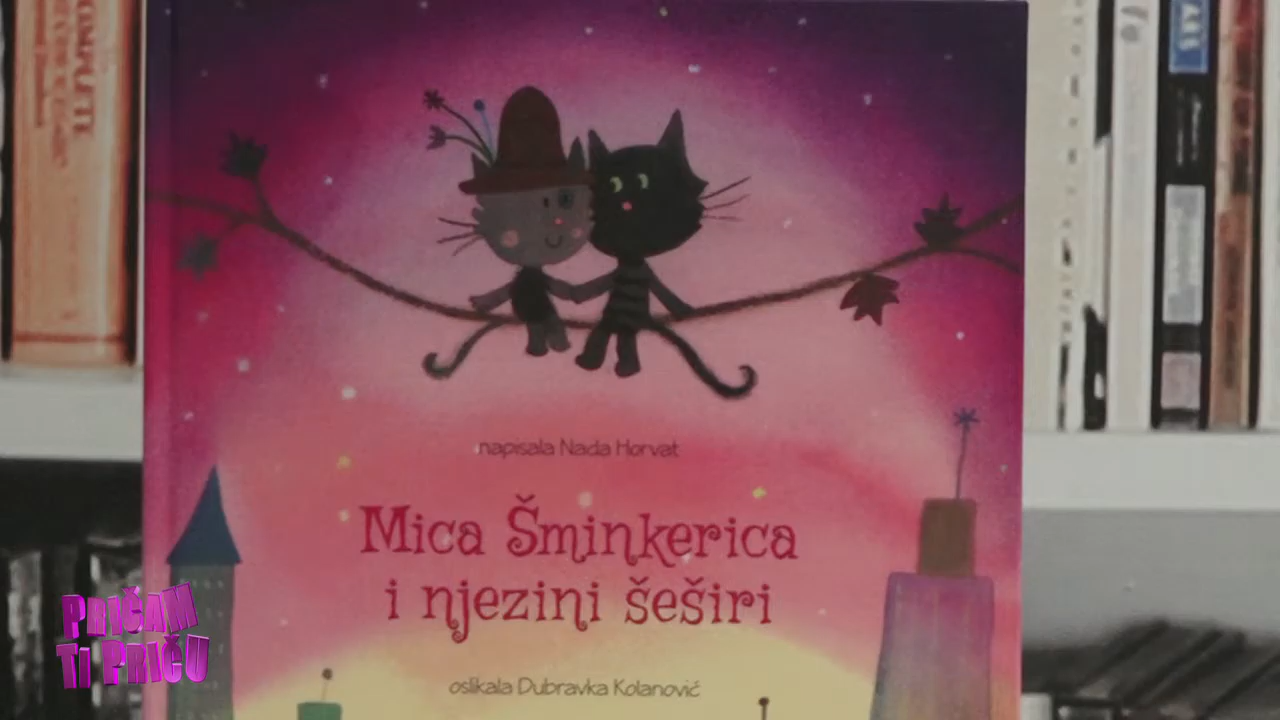 napisala Nada Horvat
Mica Šminkerica
i njezini šeširi
oslikala Dubravka Kolanović
PRIČAM
TI PRIČU